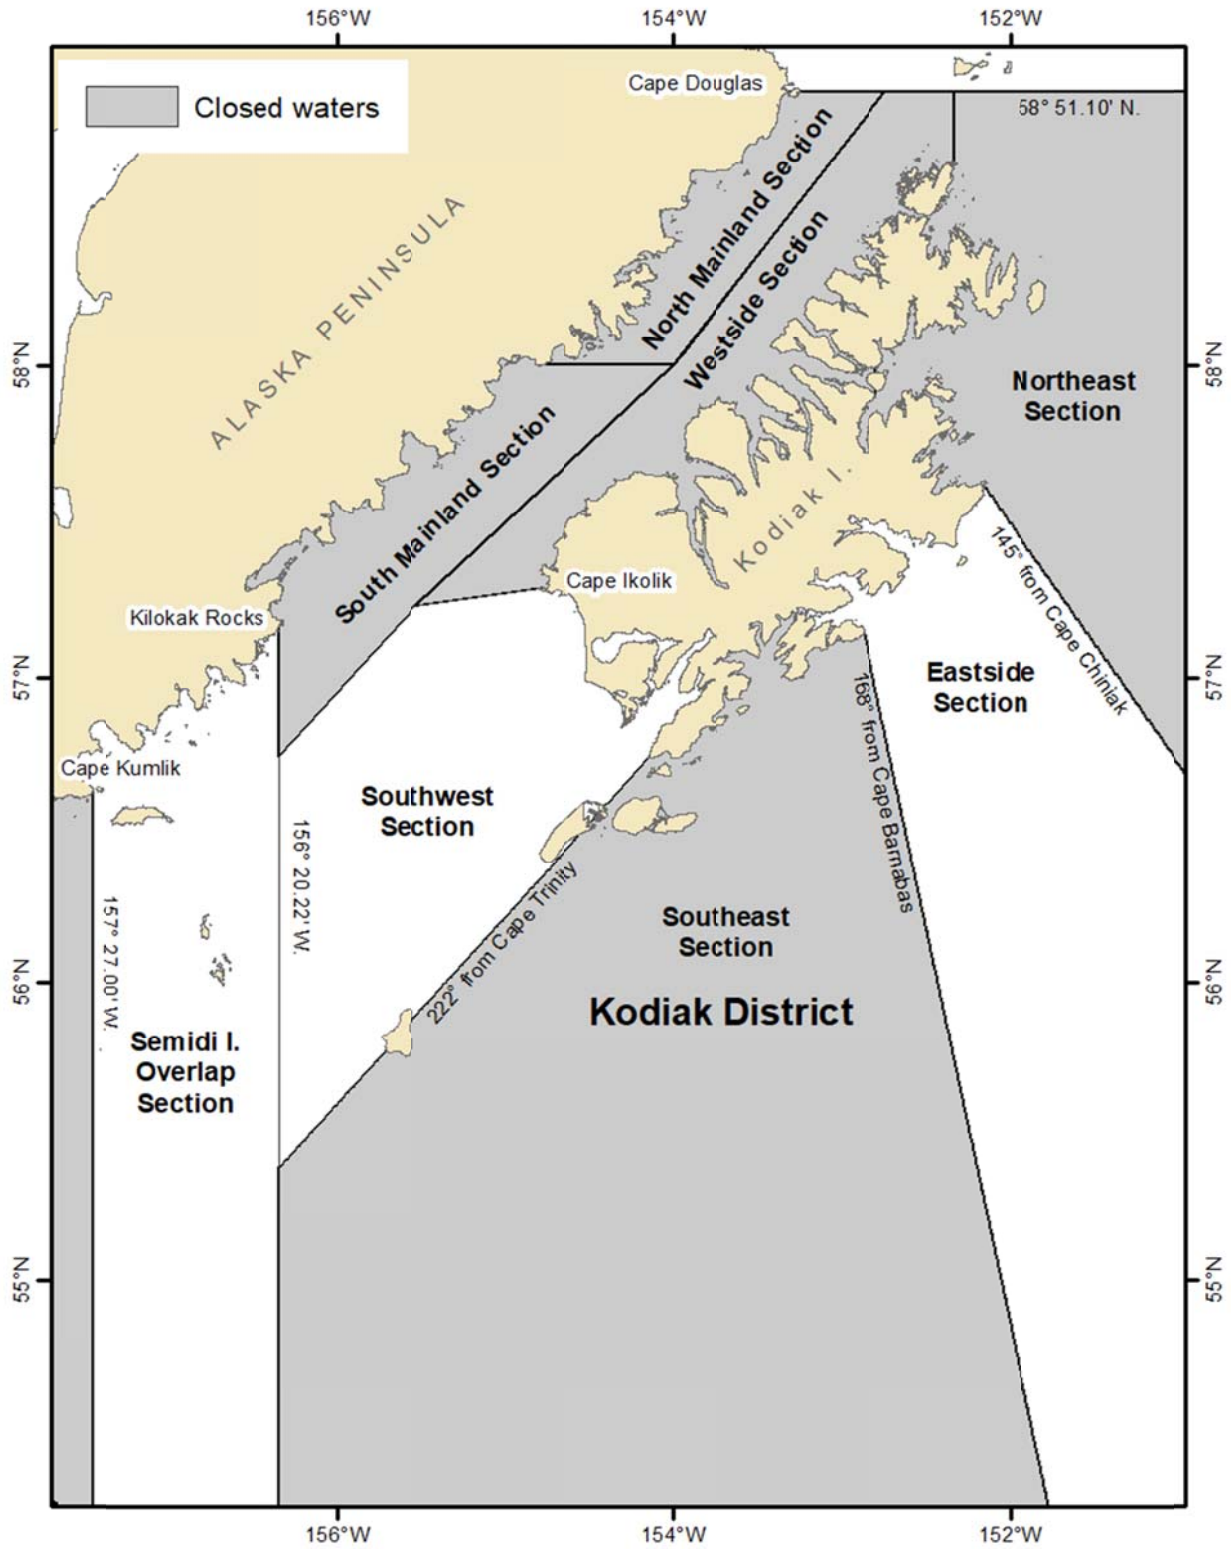 156°W
154°W
152°W
Cape Douglas
Closed waters
58° 51.10' N.
North Mainland Section
Westside Section
ALASKA PENINSULA
58°N
58°N
Northeast
Section
South Mainland Section
Kodiak I.
145° from Cape Chiniak
Cape Ikolik
Kilokak Rocks
57°N
57°N
Eastside
Section
168° from Cape Barnabas
Cape Kumlik
Southwest
Section
156° 20.22' W.
157° 27.00' W.
222° from Cape Trinity
Southeast
Section
56°N
56°N
Kodiak District
Semidi I.
Overlap
Section
55°N
55°N
156°W
154°W
152°W